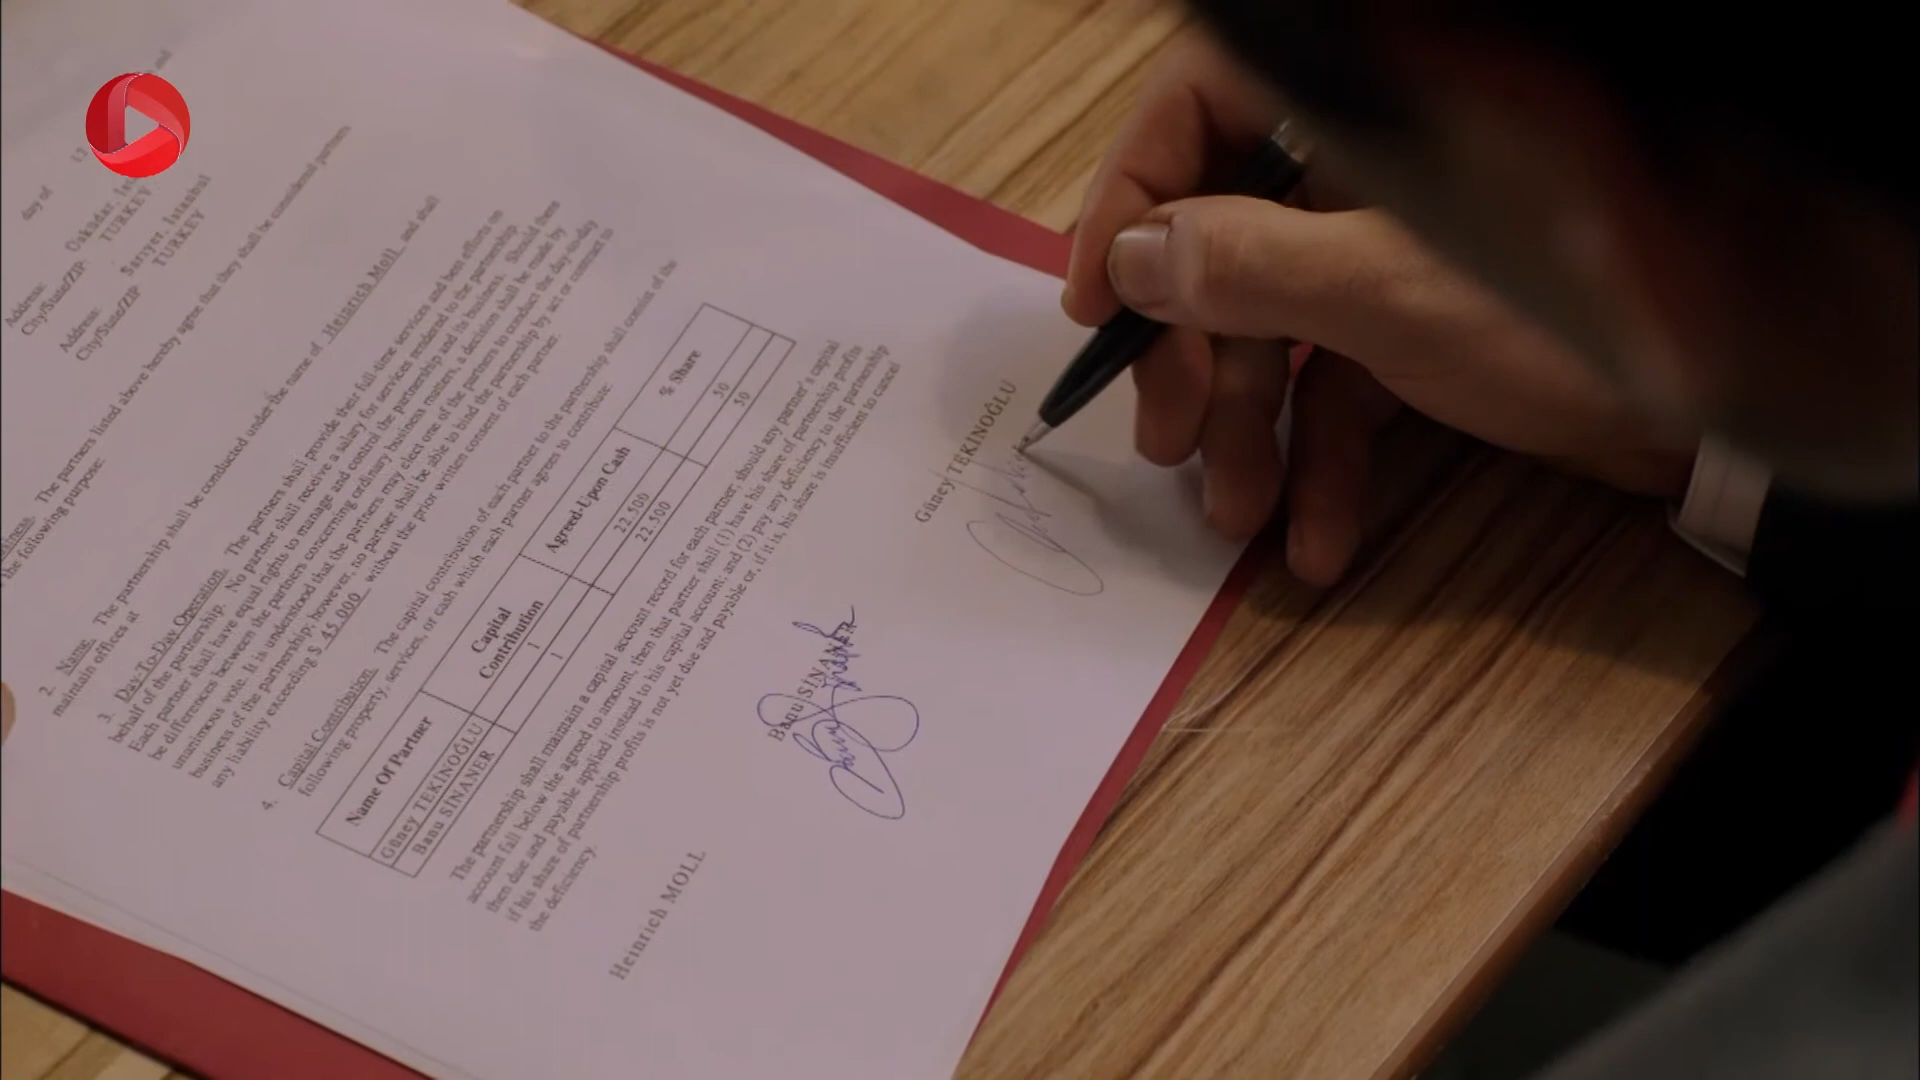 day of
Address: Üsküdar,
City/State/ZIP: TURKEY
Address: Sarıyer, Istanbul
City/State/ZIP TURKEY
The partners listed above hereby agree that they shall be considered partners
the following purpose:
2. Name. The partnership shall be conducted under the name of Heinrich Moll and shall
maintain offices at
3. Day-To-Day Operation. The partners shall provide their full-time services and best efforts on
behalf of the partnership. No partner shall receive a salary for services rendered to the partnership.
Each partner shall have equal rights to manage and control the partnership and its business. Should there
be differences between the partners concerning ordinary business matters, a decision shall be made by
unanimous vote. It is understood that the partners may elect one of the partners to conduct the day-to-day
business of the partnership; however, no partner shall be able to bind the partnership by act or contract to
any liability exceeding $ 45.000 without the prior written consent of each partner.
4. Capital Contribution. The capital contribution of each partner to the partnership shall consist of the
following property, services, or cash which each partner agrees to contribute:
Name Of Partner Capital Contribution Agreed-Upon Cash % Share
Güney TEKİNOĞLU 1 22.500 50
Banu SİNANER 1 22.500 50
The partnership shall maintain a capital account record for each partner; should any partner's capital
account fall below the agreed to amount, then that partner shall (1) have his share of partnership profits
then due and payable applied instead to his capital account; and (2) pay any deficiency to the partnership
if his share of partnership profits is not yet due and payable or, if it is, his share is insufficient to cancel
the deficiency.
Heinrich MOLL
Banu SİNANER
Güney TEKİNOĞLU